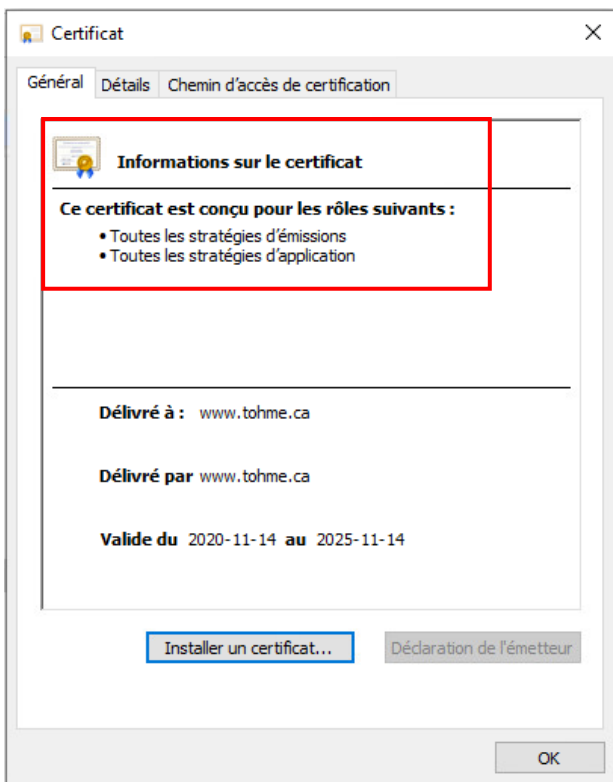 Certificat
Général Détails Chemin d'accès de certification
Informations sur le certificat
Ce certificat est conçu pour les rôles suivants :
• Toutes les stratégies d'émissions
• Toutes les stratégies d'application
Délivré à : www.tohme.ca
Délivré par www.tohme.ca
Valide du 2020-11-14 au 2025-11-14
Installer un certificat... Déclaration de l'émetteur
OK